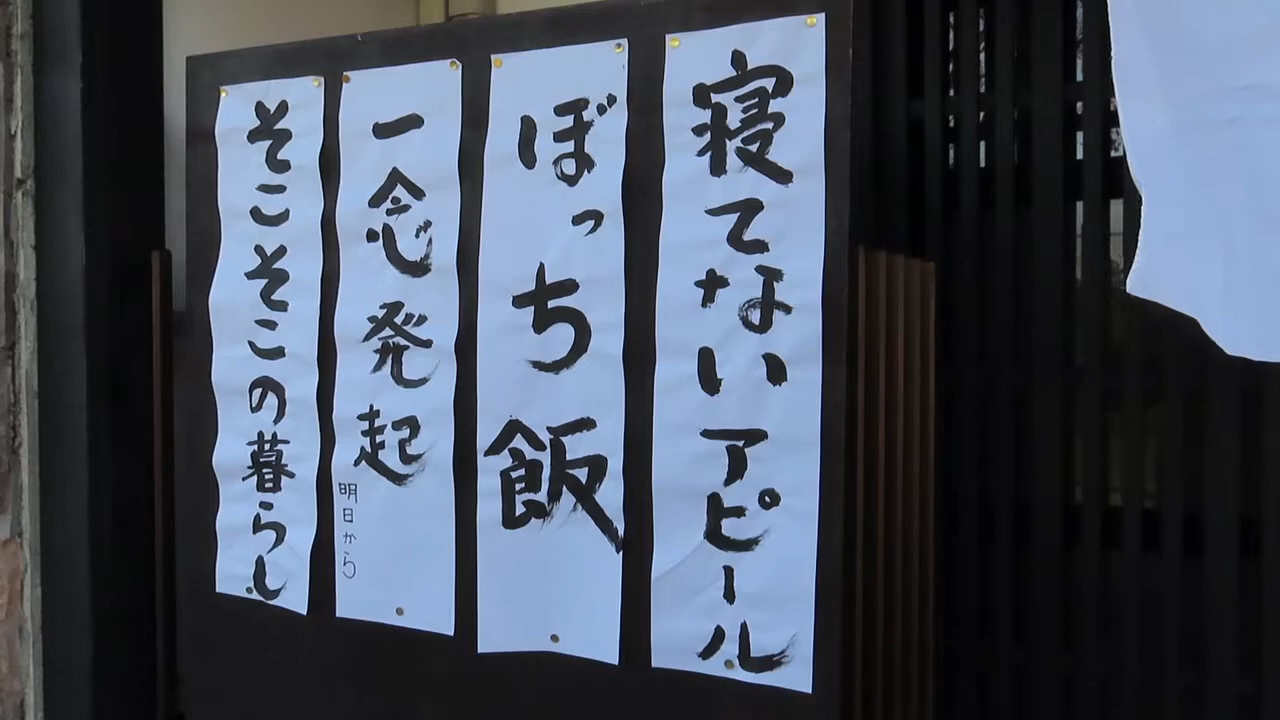 寝てないアピール
ぼっち飯
一念発起
明日から
そこそこの暮らし